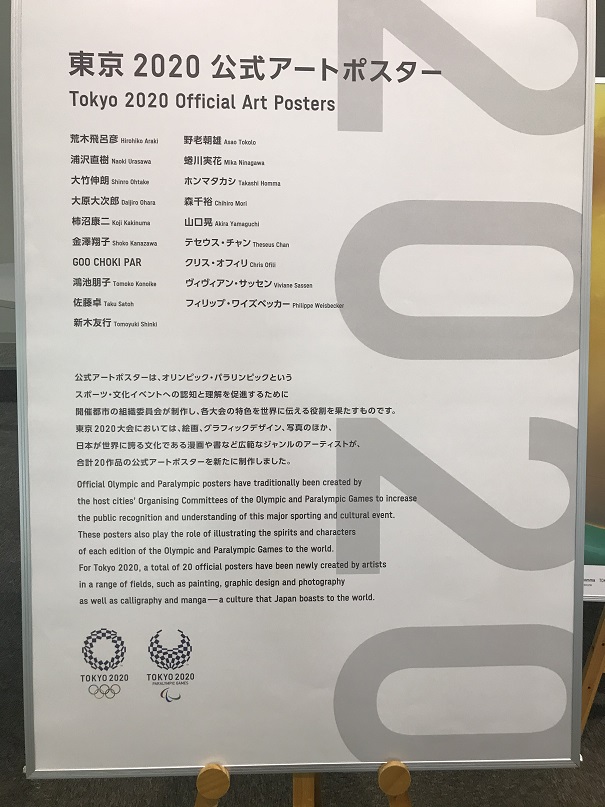 東京 2020 公式アートポスター
Tokyo 2020 Official Art Posters
荒木飛呂彦 Hirohiko Araki
浦沢直樹 Naoki Urasawa
大竹伸朗 Shinro Ohtake
大原大次郎 Daijiro Ohara
柿沼康二 Koji Kakinuma
金澤翔子 Shoko Kanazawa
GOO CHOKI PAR
鴻池朋子 Tomoko Konoike
佐藤卓 Taku Satoh
新木友行 Tomoyuki Shinki
野老朝雄 Asao Tokolo
蜷川実花 Mika Ninagawa
ホンマタカシ Takashi Homma
森千裕 Chihiro Mori
山口晃 Akira Yamaguchi
テセウス・チャン Theseus Chan
クリス・オフィリ Chris Ofili
ヴィヴィアン・サッセン Viviane Sassen
フィリップ・ワイズベッカー Philippe Weisbecker
公式アートポスターは、オリンピック・パラリンピックという
スポーツ・文化イベントへの認知と理解を促進するために
開催都市の組織委員会が制作し、各大会の特色を世界に伝える役割を果たすものです。
東京2020大会においては、絵画、グラフィックデザイン、写真のほか、
日本が世界に誇る文化である漫画や書など広範なジャンルのアーティストが、
合計20作品の公式アートポスターを新たに制作しました。
Official Olympic and Paralympic posters have traditionally been created by
the host cities' Organising Committees of the Olympic and Paralympic Games to increase
the public recognition and understanding of this major sporting and cultural event.
These posters also play the role of illustrating the spirits and characters
of each edition of the Olympic and Paralympic Games to the world.
For Tokyo 2020, a total of 20 official posters have been newly created by artists
in a range of fields, such as painting, graphic design and photography
as well as calligraphy and manga — a culture that Japan boasts to the world.
TOKYO 2020
TOKYO 2020
PARALYMPIC GAMES
2020